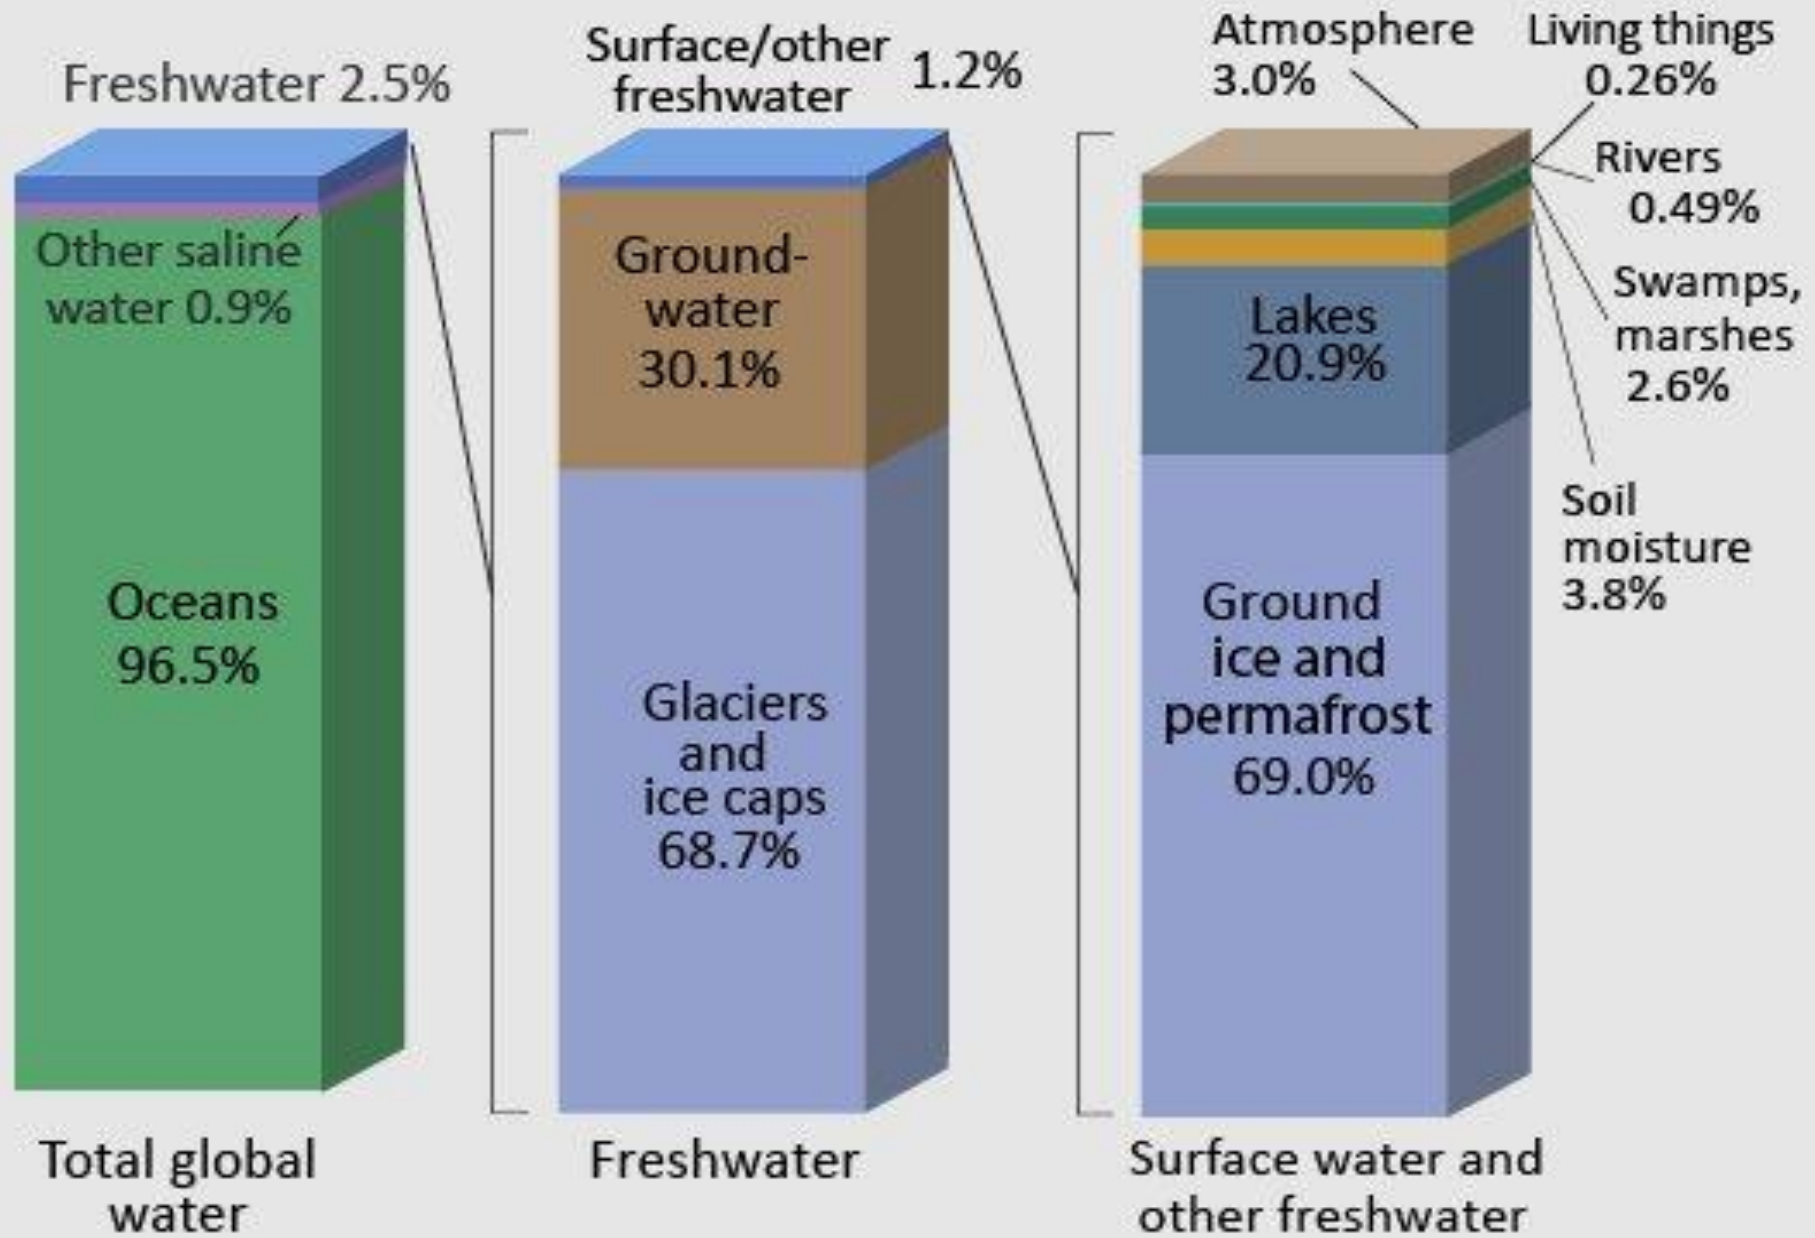 Freshwater 2.5%
Other saline
water 0.9%
Oceans
96.5%
Total global
water
Surface/other
freshwater
1.2%
Ground-
water
30.1%
Glaciers
and
ice caps
68.7%
Freshwater
Atmosphere
3.0%
Living things
0.26%
Rivers
0.49%
Swamps,
marshes
2.6%
Soil
moisture
3.8%
Lakes
20.9%
Ground
ice and
permafrost
69.0%
Surface water and
other freshwater